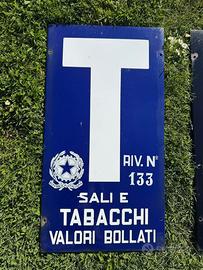 T
RIV. N°
133
SALI E
TABACCHI
VALORI BOLLATI